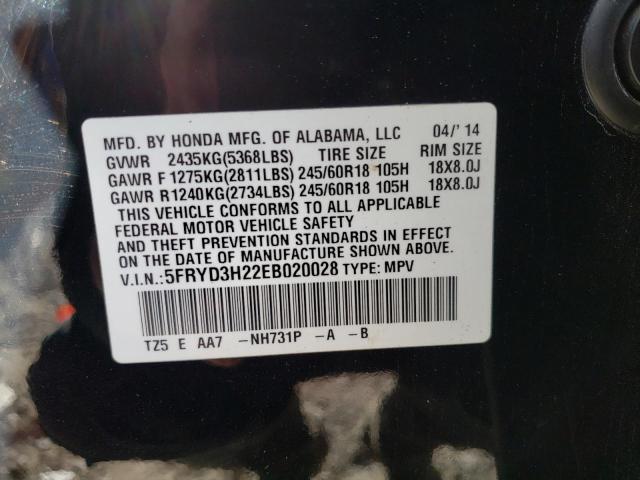 MFD. BY HONDA MFG. OF ALABAMA, LLC 04/'14
GVWR 2435KG(5368LBS) TIRE SIZE RIM SIZE
GAWR F 1275KG(2811LBS) 245/60R18 105H 18X8.0J
GAWR R1240KG(2734LBS) 245/60R18 105H 18X8.0J
THIS VEHICLE CONFORMS TO ALL APPLICABLE
FEDERAL MOTOR VEHICLE SAFETY
AND THEFT PREVENTION STANDARDS IN EFFECT
ON THE DATE OF MANUFACTURE SHOWN ABOVE.
V.I.N.:5FRYD3H22EB020028 TYPE: MPV
TZ5 E AA7 -NH731P -A -B